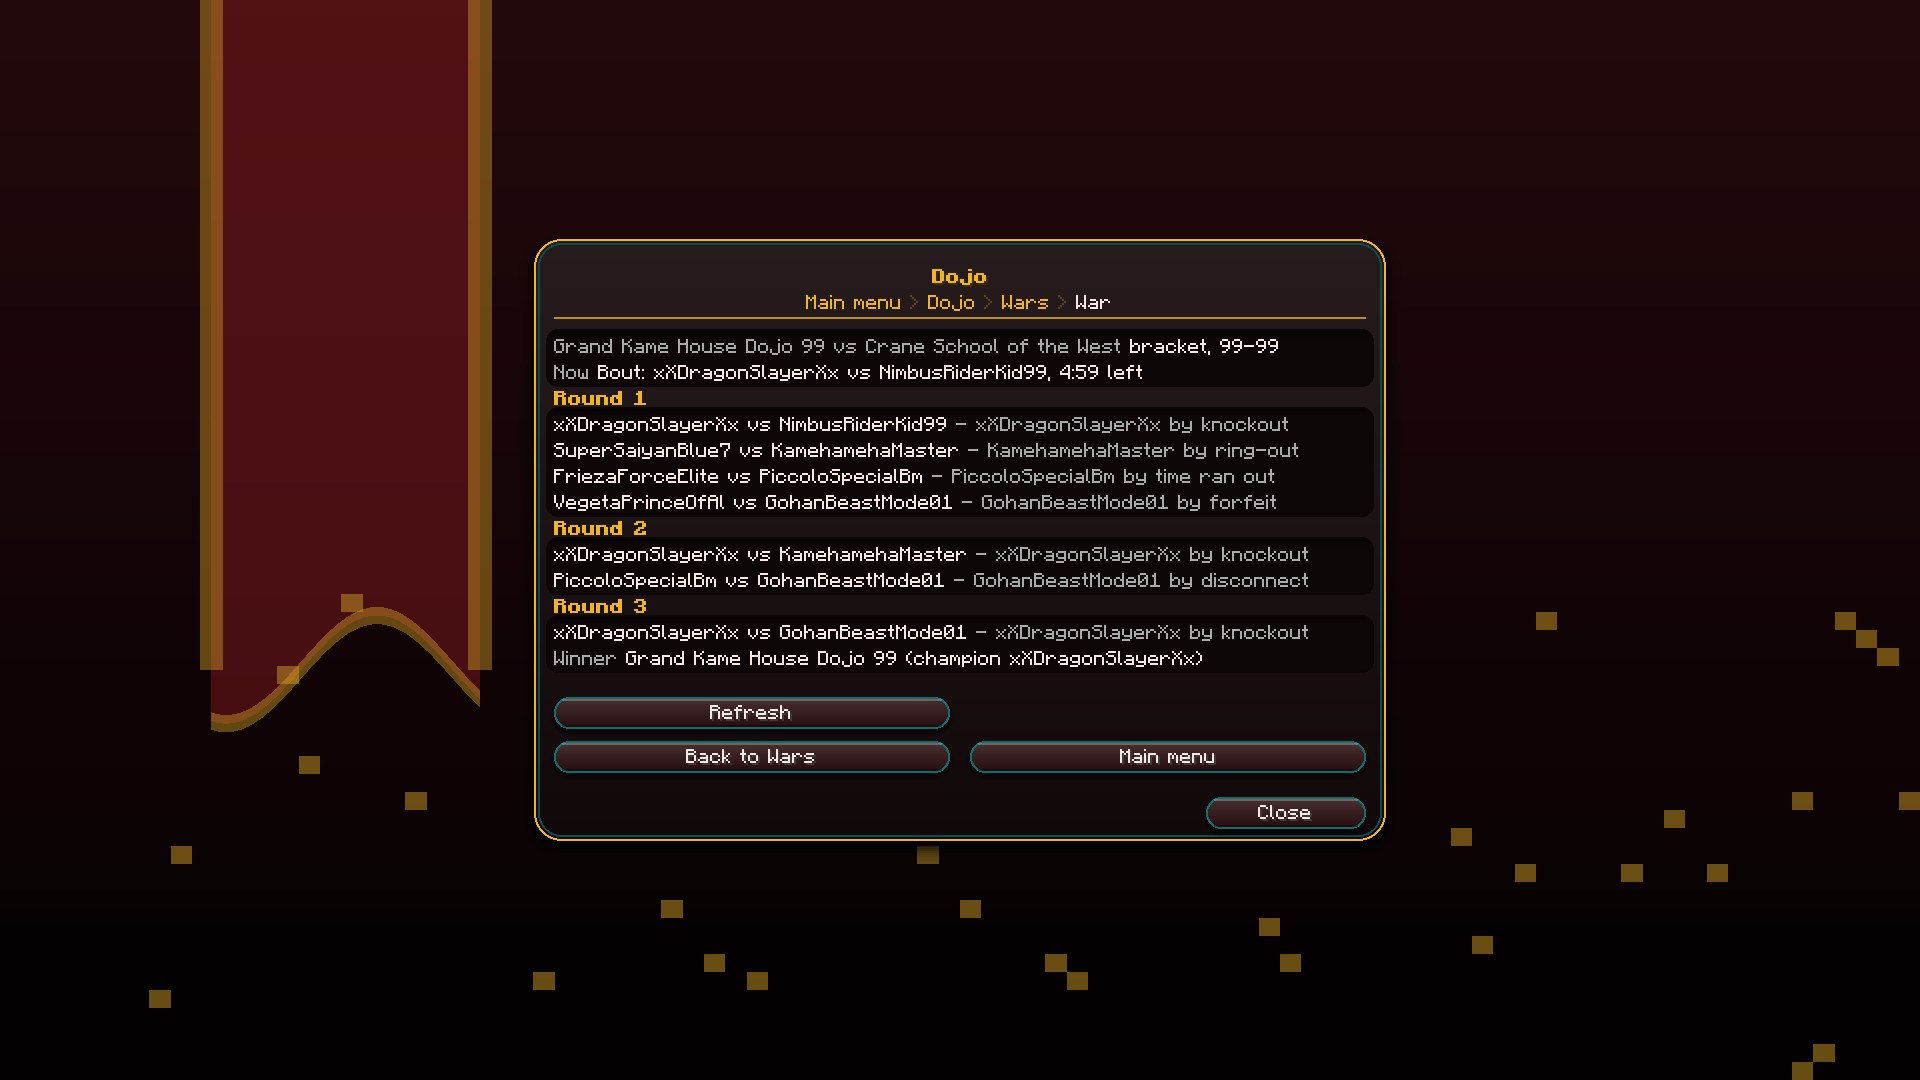 Dojo
Main menu > Dojo > Wars > War
Grand Kame House Dojo 99 vs Crane School of the West bracket, 99-99
Now Bout: xXDragonSlayerXx vs NimbusRiderKid99, 4:59 left
Round 1
xXDragonSlayerXx vs NimbusRiderKid99 - xXDragonSlayerXx by knockout
SuperSaiyanBlue7 vs KamehamehaMaster - KamehamehaMaster by ring-out
FriezaForceElite vs PiccoloSpecialBm - PiccoloSpecialBm by time ran out
VegetaPrinceOfAl vs GohanBeastMode01 - GohanBeastMode01 by forfeit
Round 2
xXDragonSlayerXx vs KamehamehaMaster - xXDragonSlayerXx by knockout
PiccoloSpecialBm vs GohanBeastMode01 - GohanBeastMode01 by disconnect
Round 3
xXDragonSlayerXx vs GohanBeastMode01 - xXDragonSlayerXx by knockout
Winner Grand Kame House Dojo 99 (champion xXDragonSlayerXx)
Refresh
Back to Wars
Main menu
Close